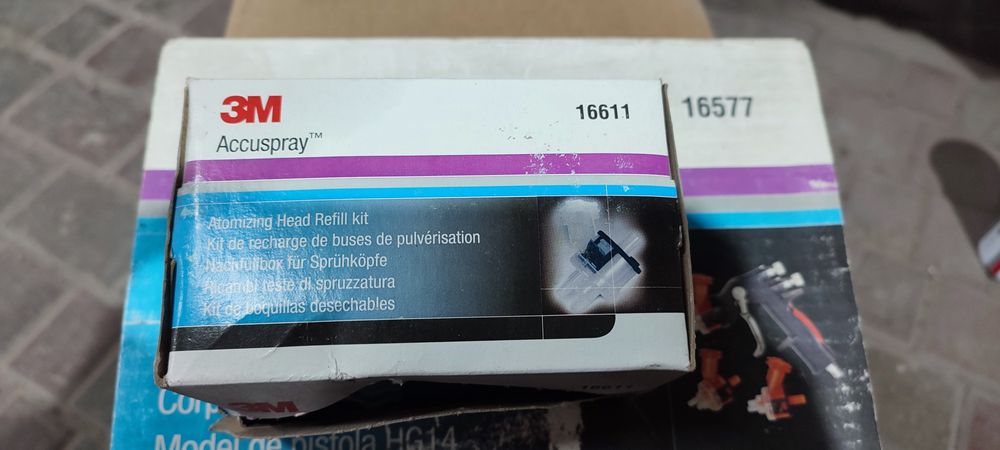 3M
16611
16577
Accuspray™
Atomizing Head Refill kit
Kit de recharge de buses de pulvérisation
Nachfüllbox für Sprühköpfe
Ricambi teste di spruzzatura
Kit de boquillas desechables
16611
3M
Model de pistola HG14